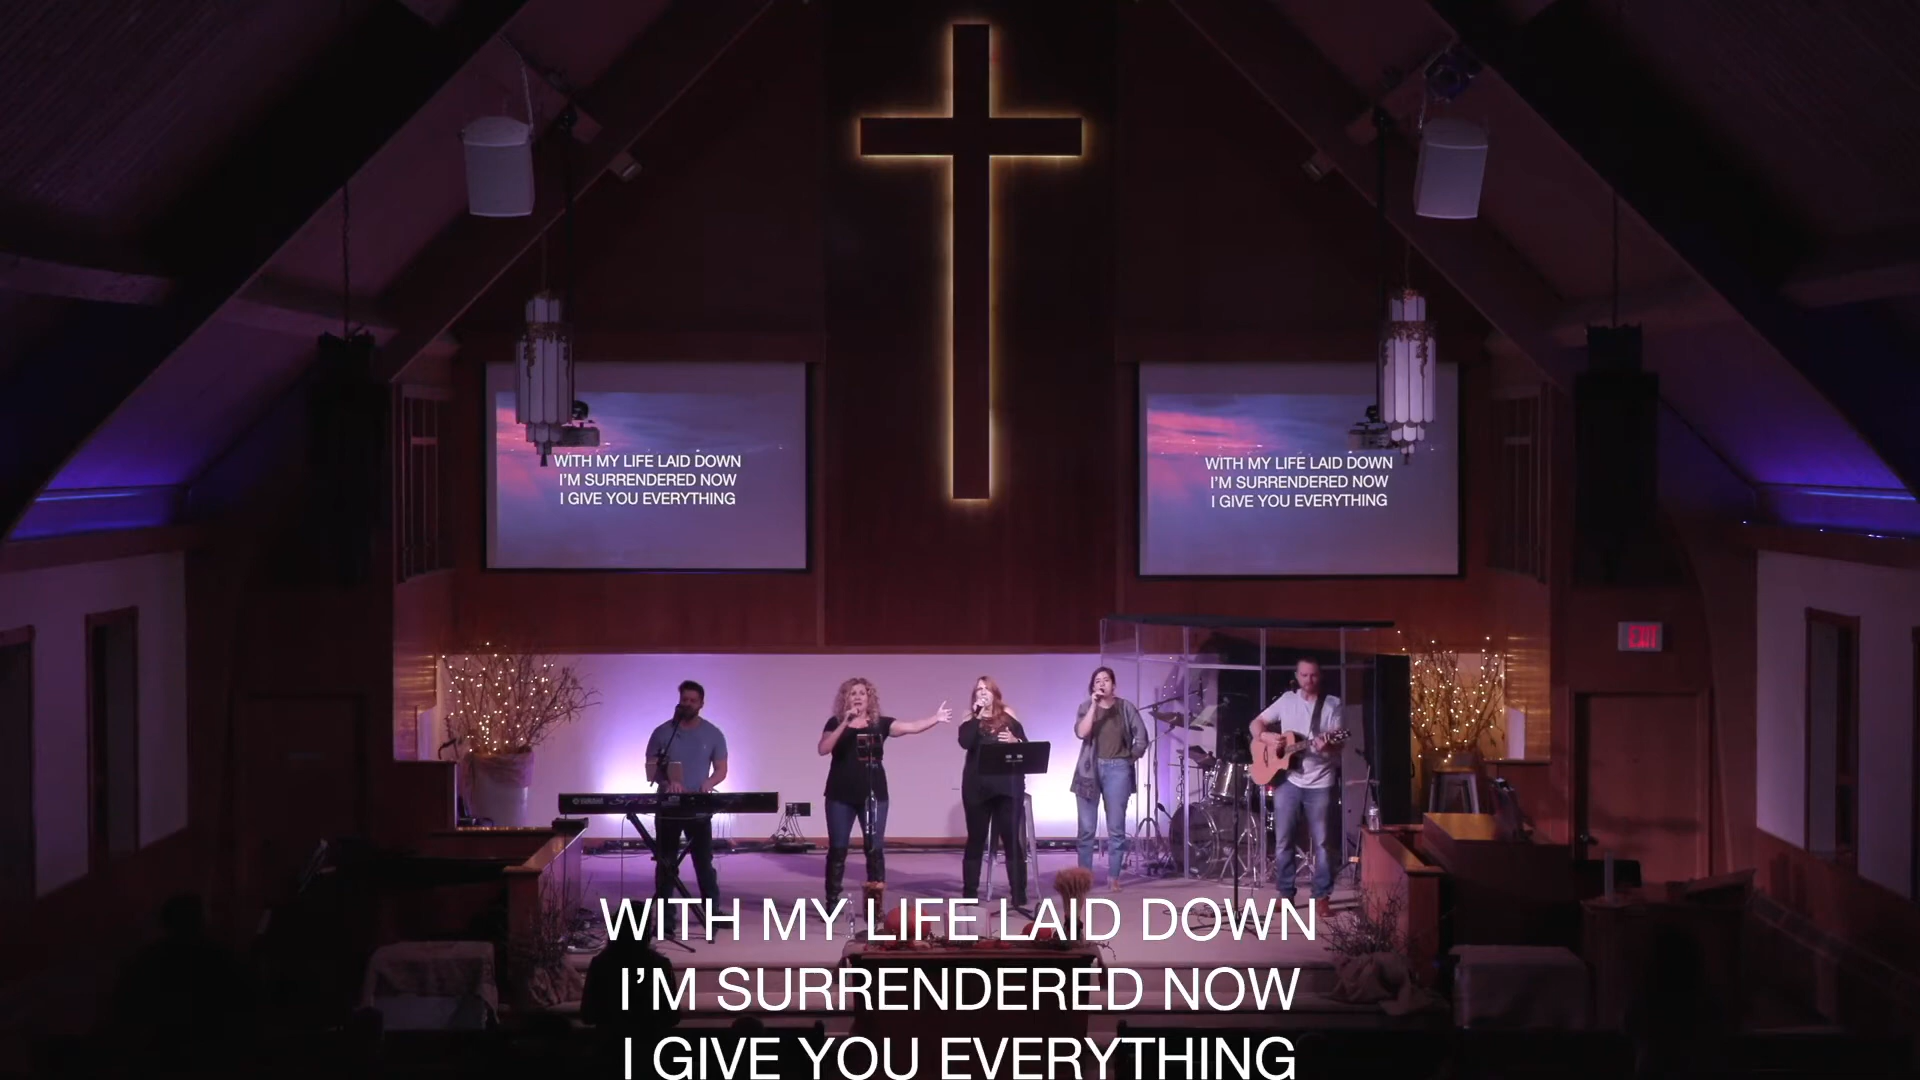 WITH MY LIFE LAID DOWN
I'M SURRENDERED NOW
I GIVE YOU EVERYTHING
WITH MY LIFE LAID DOWN
I'M SURRENDERED NOW
I GIVE YOU EVERYTHING
EXIT
YAMAHA
WITH MY LIFE LAID DOWN
I’M SURRENDERED NOW
I GIVE YOU EVERYTHING